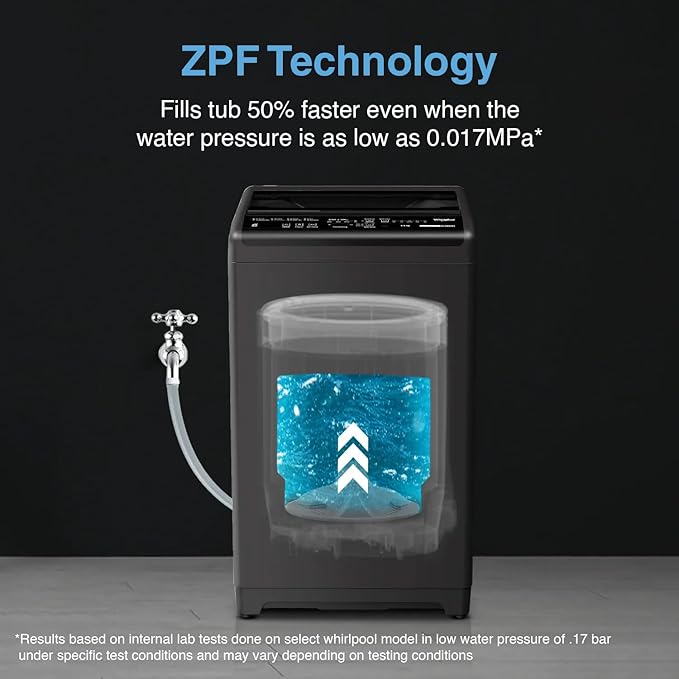 ZPF Technology
Fills tub 50% faster even when the
water pressure is as low as 0.017MPa*
Whirlpool
*Results based on internal lab tests done on select whirlpool model in low water pressure of .17 bar
under specific test conditions and may vary depending on testing conditions